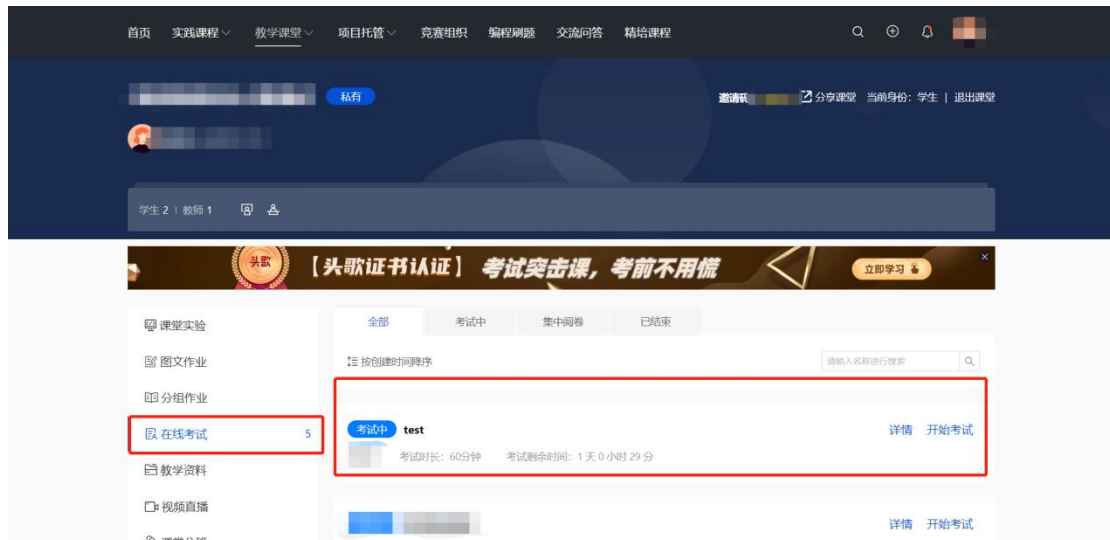 首页 实践课程 教学课堂 项目托管 竞赛组织 编程刷题 交流问答 精培课程
私有 邀请码 分享课堂 当前身份：学生 | 退出课堂
学生 2 | 教师 1
头歌 【头歌证书认证】 考试突击课，考前不用慌 立即学习
课堂实验
图文作业
分组作业
在线考试 5
教学资料
视频直播
全部 考试中 集中阅卷 已结束
按创建时间降序 请输入名称进行搜索
考试中 test 详情 开始考试
考试时长：60分钟 考试剩余时间：1 天 0 小时 29 分
详情 开始考试